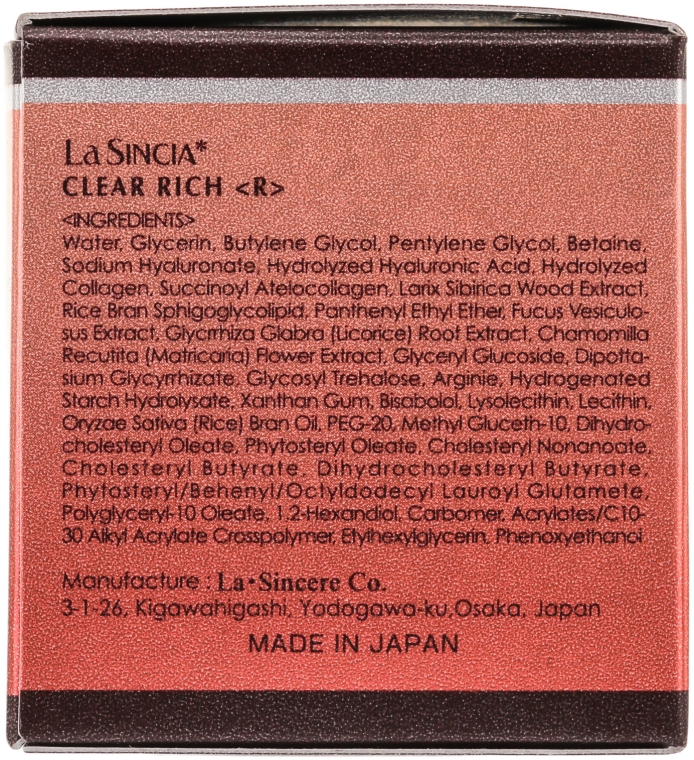 La SINCIA*
CLEAR RICH <R>
<INGREDIENTS>
Water, Glycerin, Butylene Glycol, Pentylene Glycol, Betaine,
Sodium Hyaluronate, Hydrolyzed Hyaluronic Acid, Hydrolyzed
Collagen, Succinoyl Atelocollagen, Larix Sibirica Wood Extract,
Rice Bran Sphigoglycolipid, Panthenyl Ethyl Ether, Fucus Vesiculo-
sus Extract, Glycrrhiza Glabra (Licorice) Root Extract, Chamomilla
Recutita (Matricaria) Flower Extract, Glyceryl Glucoside, Dipotta-
sium Glycyrrhizate, Glycosyl Trehalose, Arginie, Hydrogenated
Starch Hydrolysate, Xanthan Gum, Bisabolol, Lysolecithin, Lecithin,
Oryzae Sativa (Rice) Bran Oil, PEG-20, Methyl Gluceth-10, Dihydro-
cholesteryl Oleate, Phytosteryl Oleate, Chalesteryl Nonanoate,
Cholesteryl Butyrate, Dihydrocholesteryl Butyrate,
Phytasteryl/Behenyl/Octyldodecyl Lauroyl Glutamete,
Polyglyceryl-10 Oleate, 1.2-Hexandiol, Carbomer, Acrylates/C10-
30 Alkyl Acrylate Crosspolymer, Etylhexylglycerin, Phenoxyethanol
Manufacture : La・Sincere Co.
3-1-26, Kigawahigashi, Yodogawa-ku,Osaka, Japan
MADE IN JAPAN